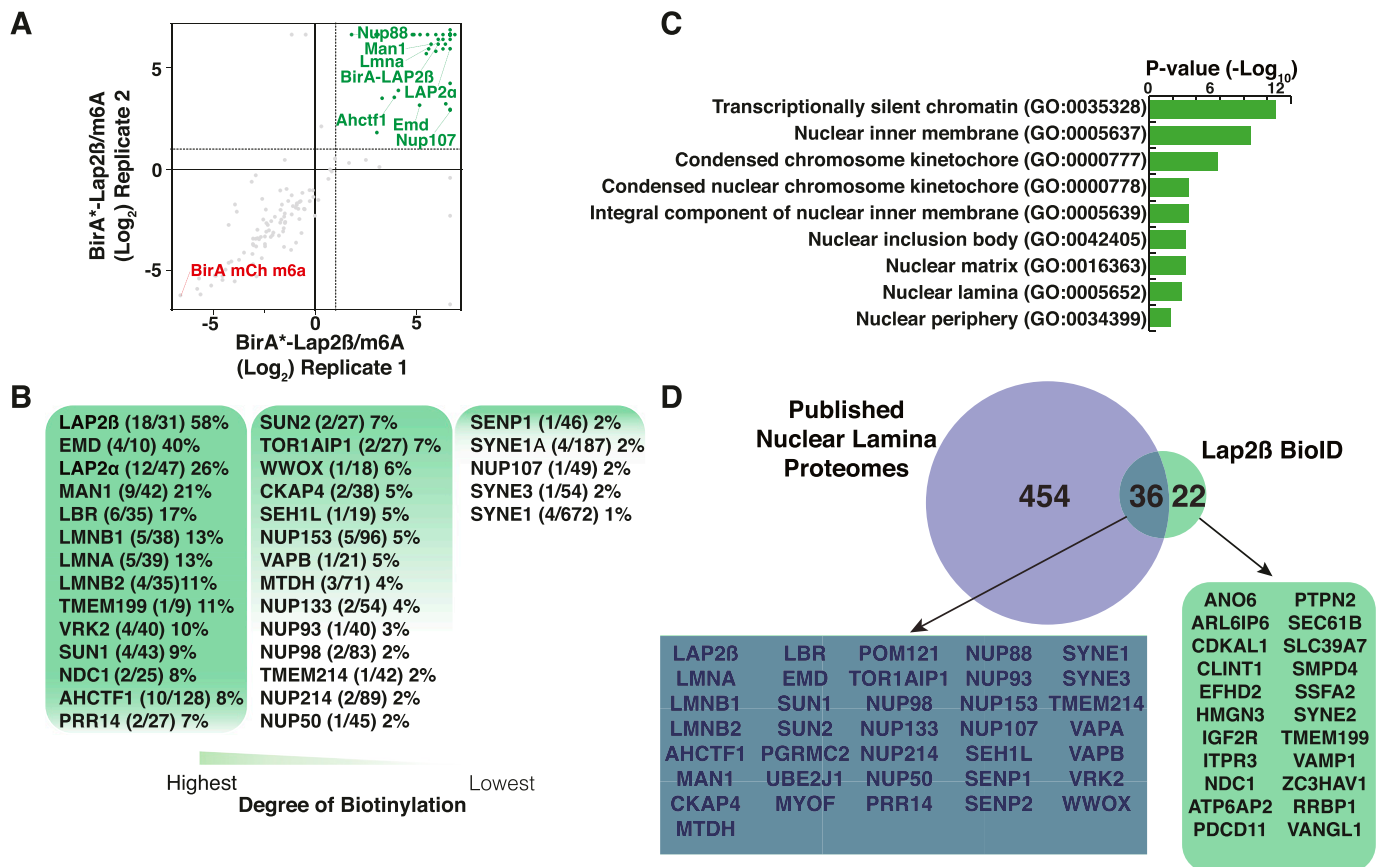 A
BirA*-Lap2ß/m6A
(Log2) Replicate 2
5
0
-5
Nup88
Man1
Lmna
BirA-LAP2ß
LAP2α
Ahctf1
Emd
Nup107
BirA mCh m6a
-5
0
5
BirA*-Lap2ß/m6A
(Log2) Replicate 1
C
P-value (-Log10)
0
6
12
Transcriptionally silent chromatin (GO:0035328)
Nuclear inner membrane (GO:0005637)
Condensed chromosome kinetochore (GO:0000777)
Condensed nuclear chromosome kinetochore (GO:0000778)
Integral component of nuclear inner membrane (GO:0005639)
Nuclear inclusion body (GO:0042405)
Nuclear matrix (GO:0016363)
Nuclear lamina (GO:0005652)
Nuclear periphery (GO:0034399)
B
LAP2ß (18/31) 58%
EMD (4/10) 40%
LAP2α (12/47) 26%
MAN1 (9/42) 21%
LBR (6/35) 17%
LMNB1 (5/38) 13%
LMNA (5/39) 13%
LMNB2 (4/35)11%
TMEM199 (1/9) 11%
VRK2 (4/40) 10%
SUN1 (4/43) 9%
NDC1 (2/25) 8%
AHCTF1 (10/128) 8%
PRR14 (2/27) 7%
SUN2 (2/27) 7%
TOR1AIP1 (2/27) 7%
WWOX (1/18) 6%
CKAP4 (2/38) 5%
SEH1L (1/19) 5%
NUP153 (5/96) 5%
VAPB (1/21) 5%
MTDH (3/71) 4%
NUP133 (2/54) 4%
NUP93 (1/40) 3%
NUP98 (2/83) 2%
TMEM214 (1/42) 2%
NUP214 (2/89) 2%
NUP50 (1/45) 2%
SENP1 (1/46) 2%
SYNE1A (4/187) 2%
NUP107 (1/49) 2%
SYNE3 (1/54) 2%
SYNE1 (4/672) 1%
Highest
Lowest
Degree of Biotinylation
D
Published
Nuclear Lamina
Proteomes
Lap2ß BioID
454
36
22
LAP2ß LBR POM121 NUP88 SYNE1
LMNA EMD TOR1AIP1 NUP93 SYNE3
LMNB1 SUN1 NUP98 NUP153 TMEM214
LMNB2 SUN2 NUP133 NUP107 VAPA
AHCTF1 PGRMC2 NUP214 SEH1L VAPB
MAN1 UBE2J1 NUP50 SENP1 VRK2
CKAP4 MYOF PRR14 SENP2 WWOX
MTDH
ANO6 PTPN2
ARL6IP6 SEC61B
CDKAL1 SLC39A7
CLINT1 SMPD4
EFHD2 SSFA2
HMGN3 SYNE2
IGF2R TMEM199
ITPR3 VAMP1
NDC1 ZC3HAV1
ATP6AP2 RRBP1
PDCD11 VANGL1